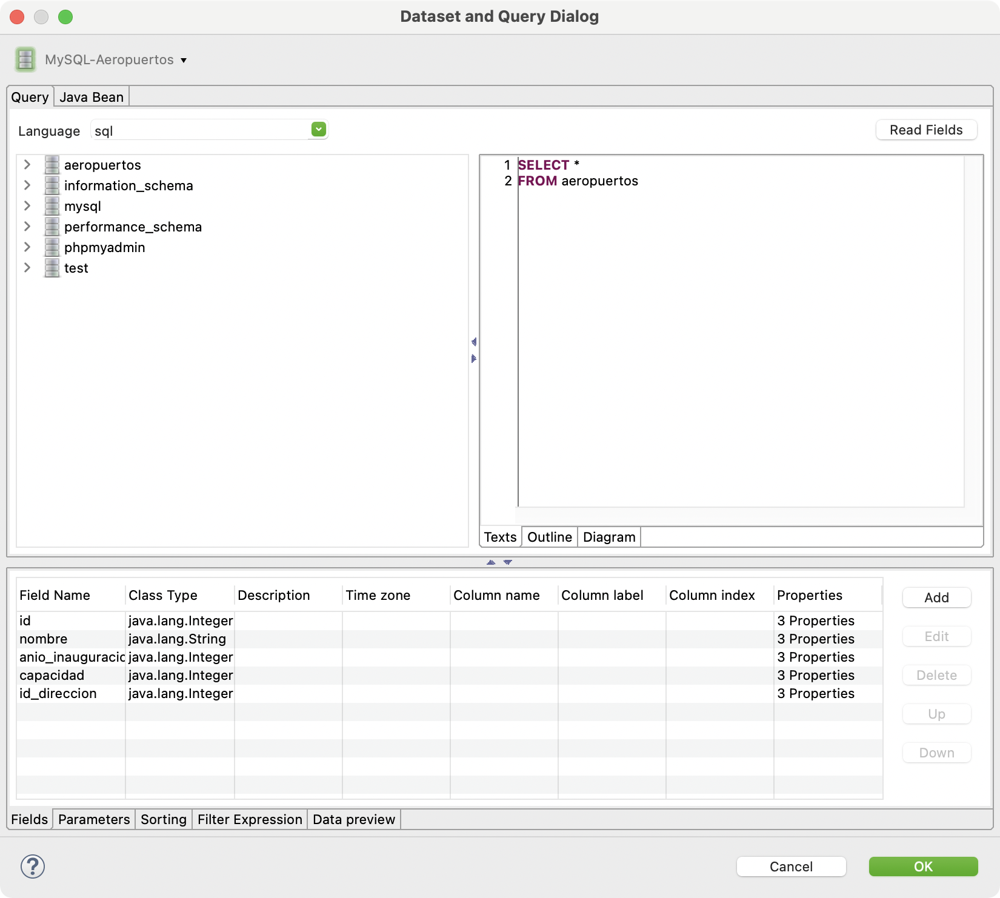 Dataset and Query Dialog
MySQL-Aeropuertos
Query Java Bean
Language sql Read Fields
aeropuertos
information_schema
mysql
performance_schema
phpmyadmin
test
1 SELECT *
2 FROM aeropuertos
Texts Outline Diagram
Field Name Class Type Description Time zone Column name Column label Column index Properties
id java.lang.Integer 3 Properties
nombre java.lang.String 3 Properties
anio_inauguracic java.lang.Integer 3 Properties
capacidad java.lang.Integer 3 Properties
id_direccion java.lang.Integer 3 Properties
Add
Edit
Delete
Up
Down
Fields Parameters Sorting Filter Expression Data preview
? Cancel OK